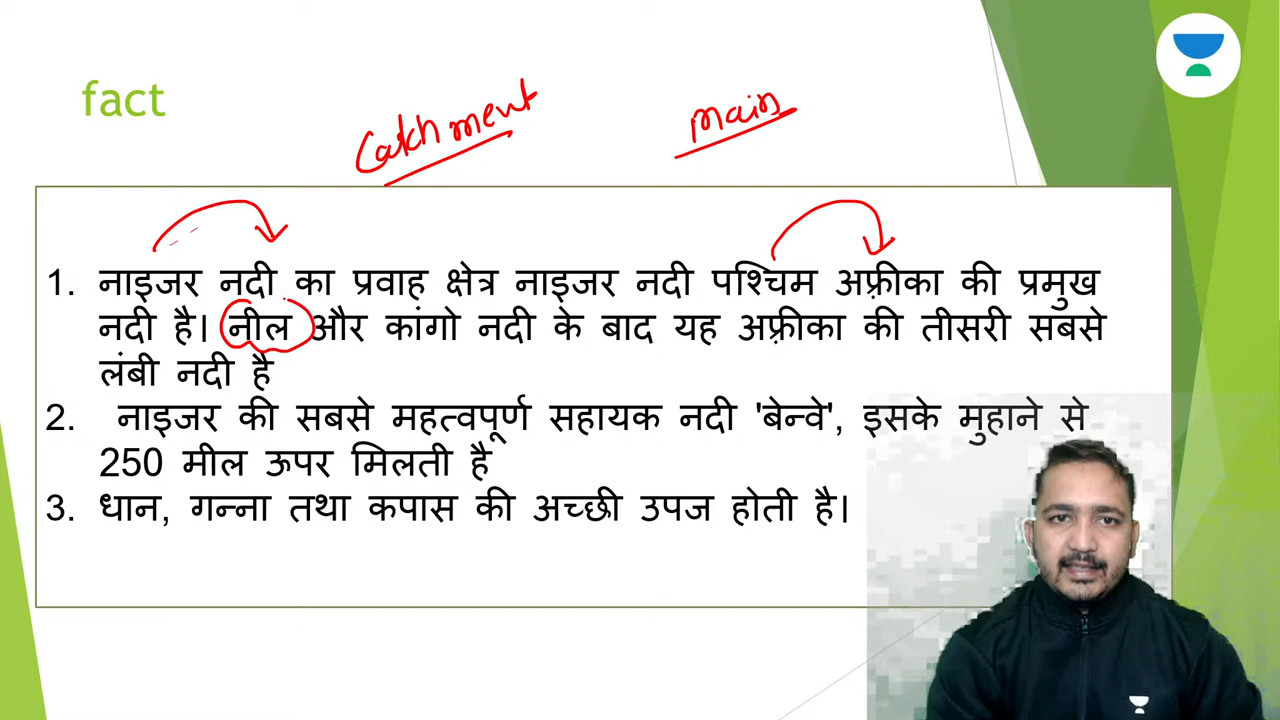 fact
Catchment
main
1. नाइजर नदी का प्रवाह क्षेत्र नाइजर नदी पश्चिम अफ़्रीका की प्रमुख
नदी है। नील और कांगो नदी के बाद यह अफ़्रीका की तीसरी सबसे
लंबी नदी है
2. नाइजर की सबसे महत्वपूर्ण सहायक नदी 'बेन्वे', इसके मुहाने से
250 मील ऊपर मिलती है
3. धान, गन्ना तथा कपास की अच्छी उपज होती है।